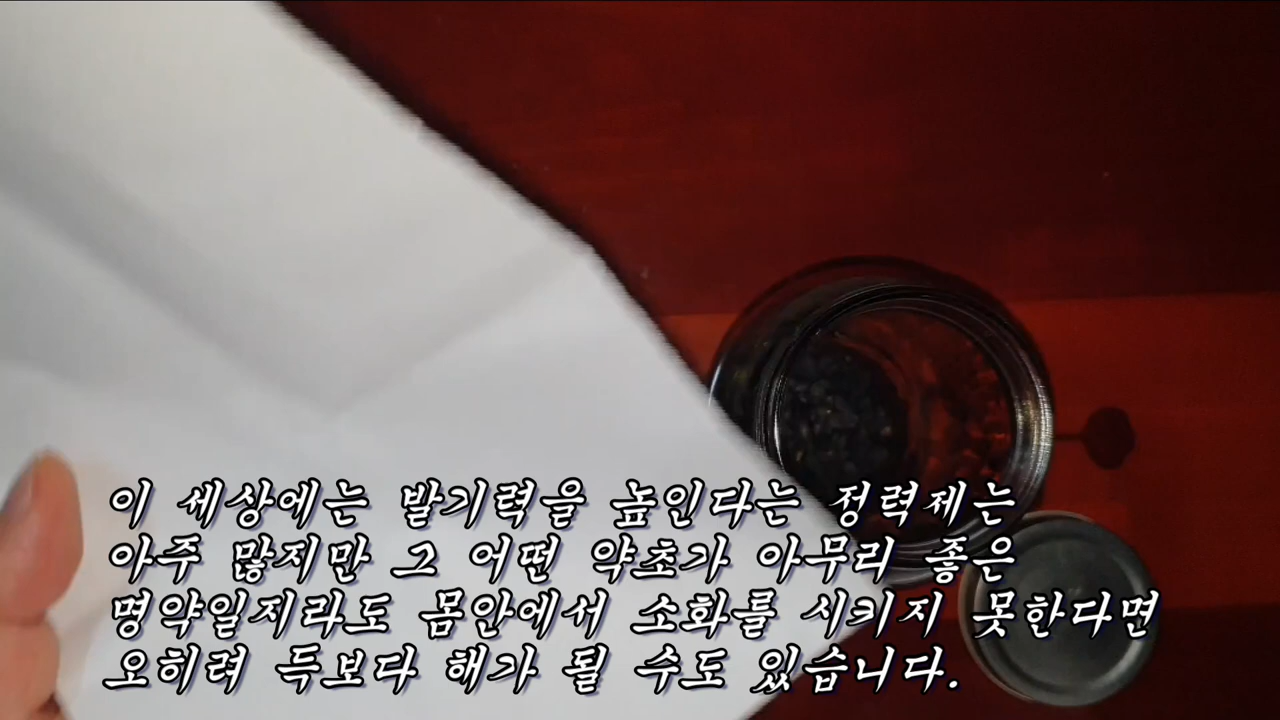 이 세상에는 발기력을 높인다는 정력제는
아주 많지만 그 어떤 약초가 아무리 좋은
명약일지라도 몸안에서 소화를 시키지 못한다면
오히려 득보다 해가 될 수도 있습니다.